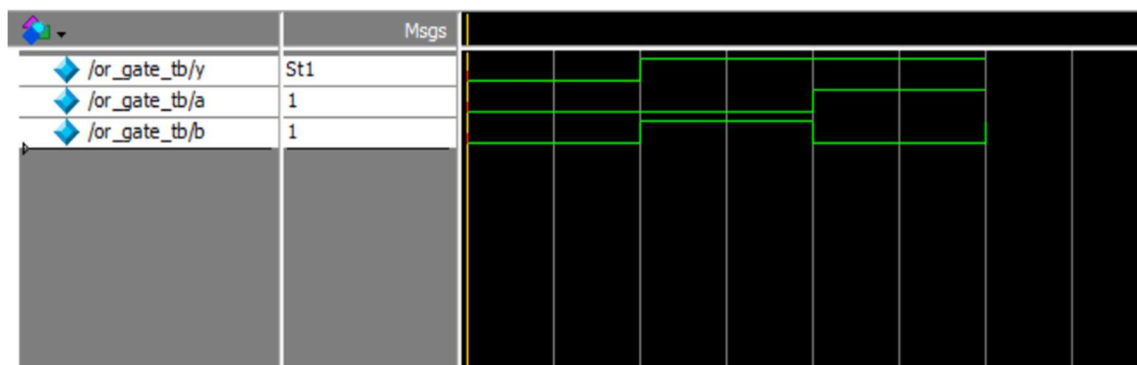 Msgs
/or_gate_tb/y St1
/or_gate_tb/a 1
/or_gate_tb/b 1